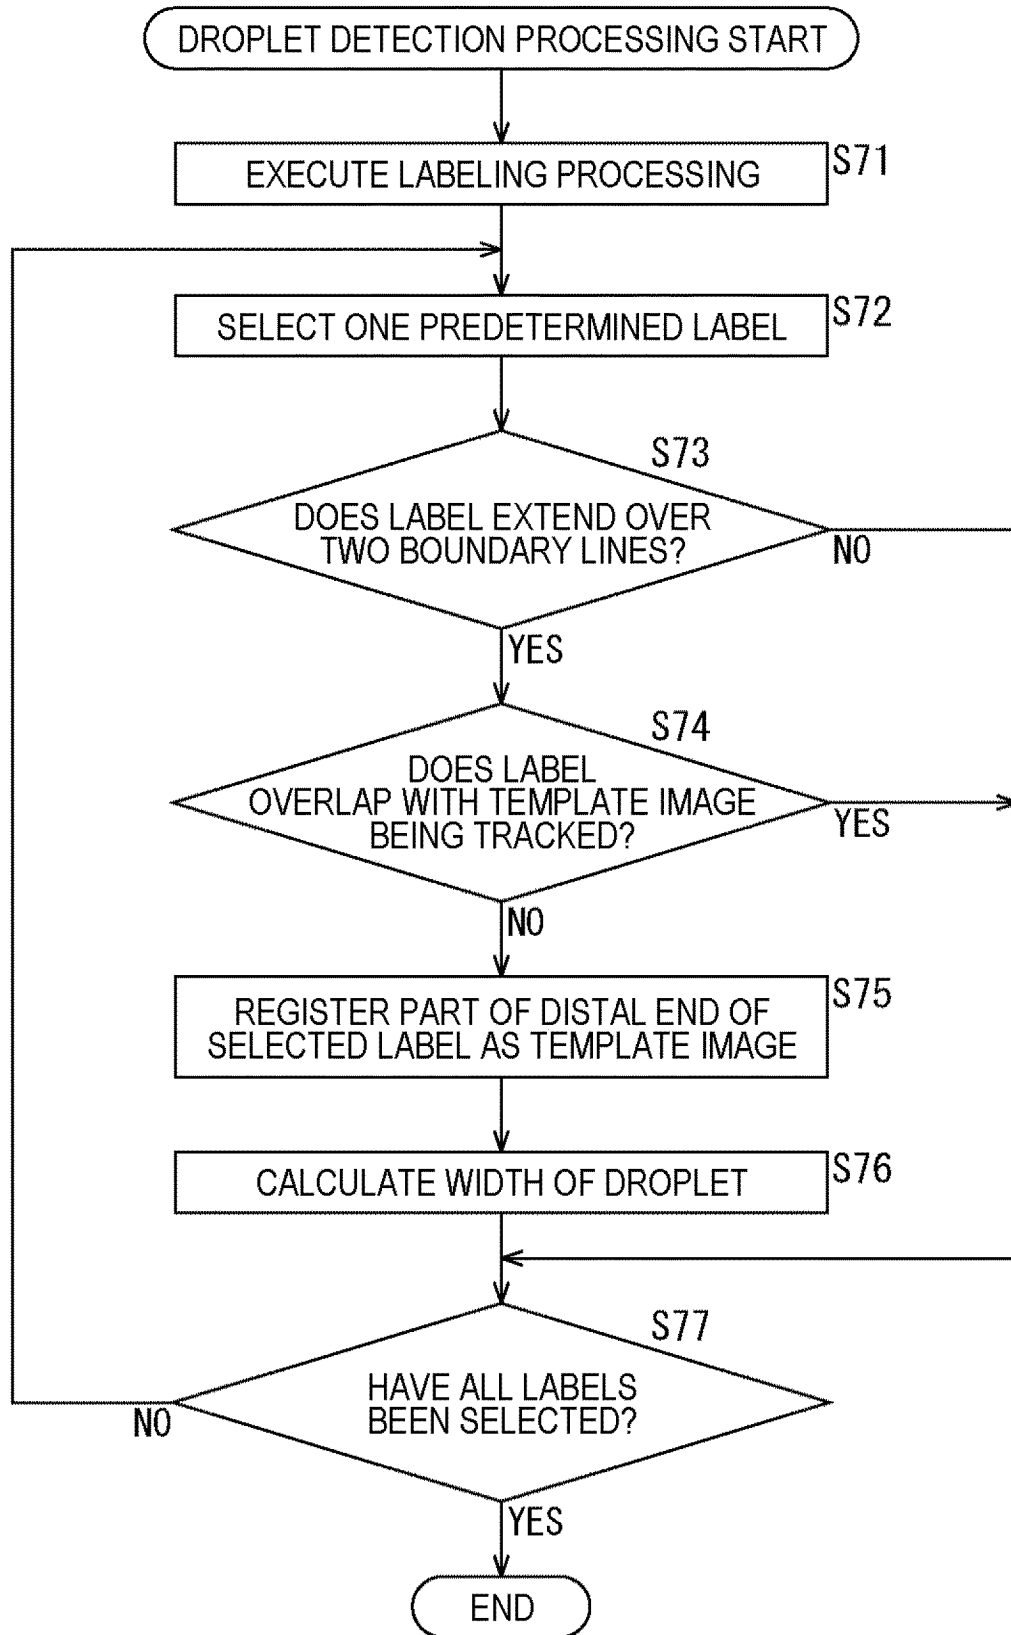 DROPLET DETECTION PROCESSING START
S71
EXECUTE LABELING PROCESSING
S72
SELECT ONE PREDETERMINED LABEL
S73
DOES LABEL EXTEND OVER
TWO BOUNDARY LINES?
NO
YES
S74
DOES LABEL
OVERLAP WITH TEMPLATE IMAGE
BEING TRACKED?
YES
NO
S75
REGISTER PART OF DISTAL END OF
SELECTED LABEL AS TEMPLATE IMAGE
S76
CALCULATE WIDTH OF DROPLET
S77
HAVE ALL LABELS
BEEN SELECTED?
NO
YES
END